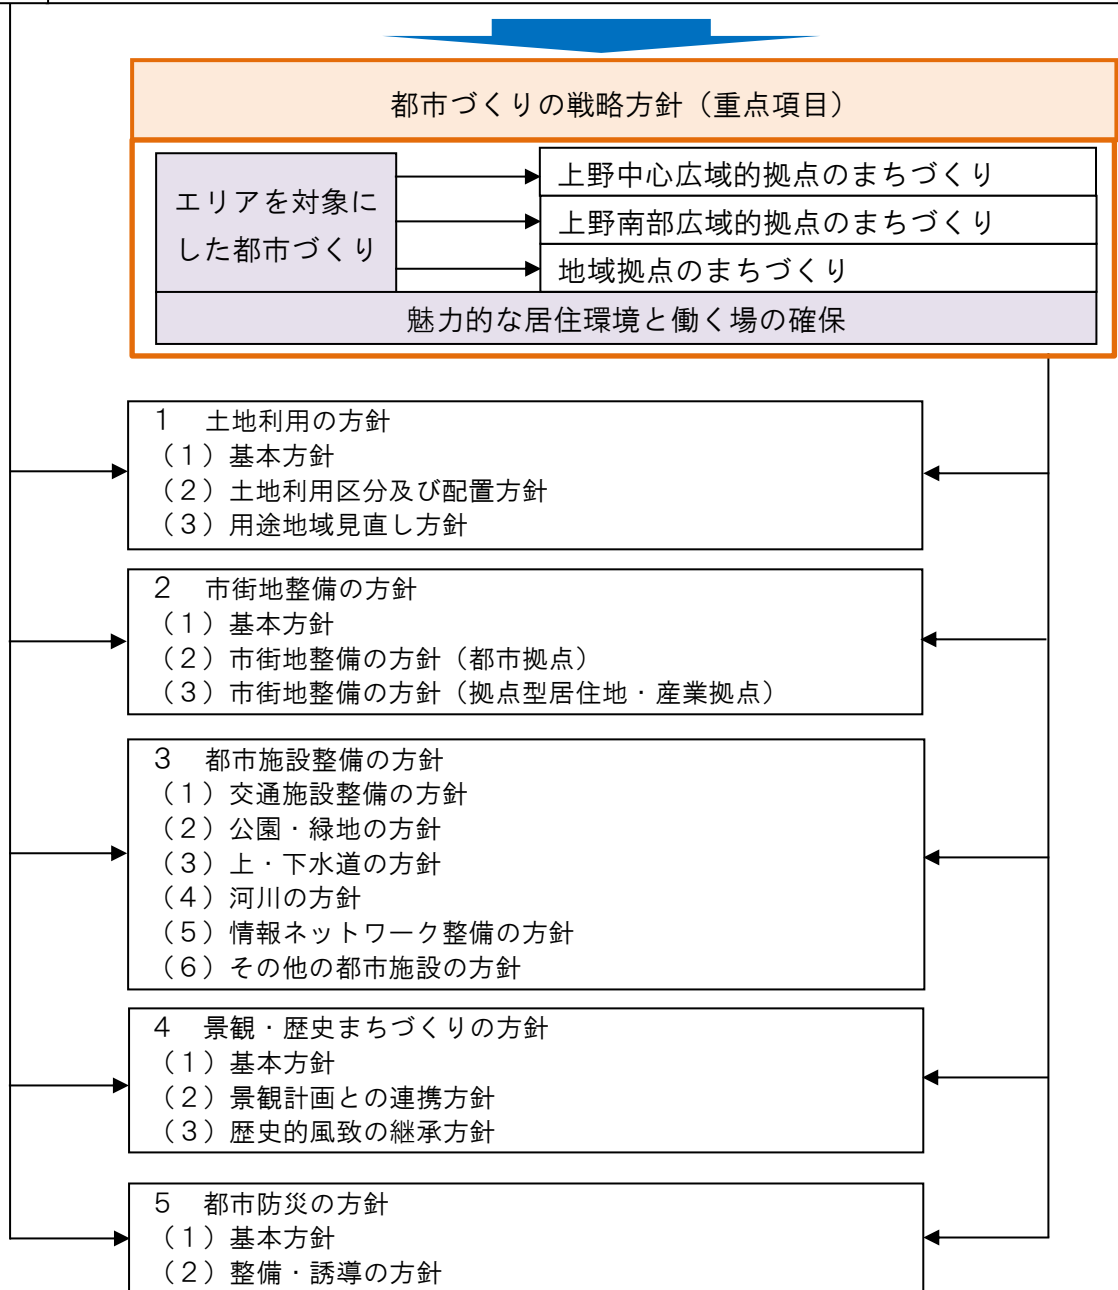 都市づくりの戦略方針（重点項目）
エリアを対象に
した都市づくり
上野中心広域的拠点のまちづくり
上野南部広域的拠点のまちづくり
地域拠点のまちづくり
魅力的な居住環境と働く場の確保
１　土地利用の方針
（１）基本方針
（２）土地利用区分及び配置方針
（３）用途地域見直し方針
２　市街地整備の方針
（１）基本方針
（２）市街地整備の方針（都市拠点）
（３）市街地整備の方針（拠点型居住地・産業拠点）
３　都市施設整備の方針
（１）交通施設整備の方針
（２）公園・緑地の方針
（３）上・下水道の方針
（４）河川の方針
（５）情報ネットワーク整備の方針
（６）その他の都市施設の方針
４　景観・歴史まちづくりの方針
（１）基本方針
（２）景観計画との連携方針
（３）歴史的風致の継承方針
５　都市防災の方針
（１）基本方針
（２）整備・誘導の方針